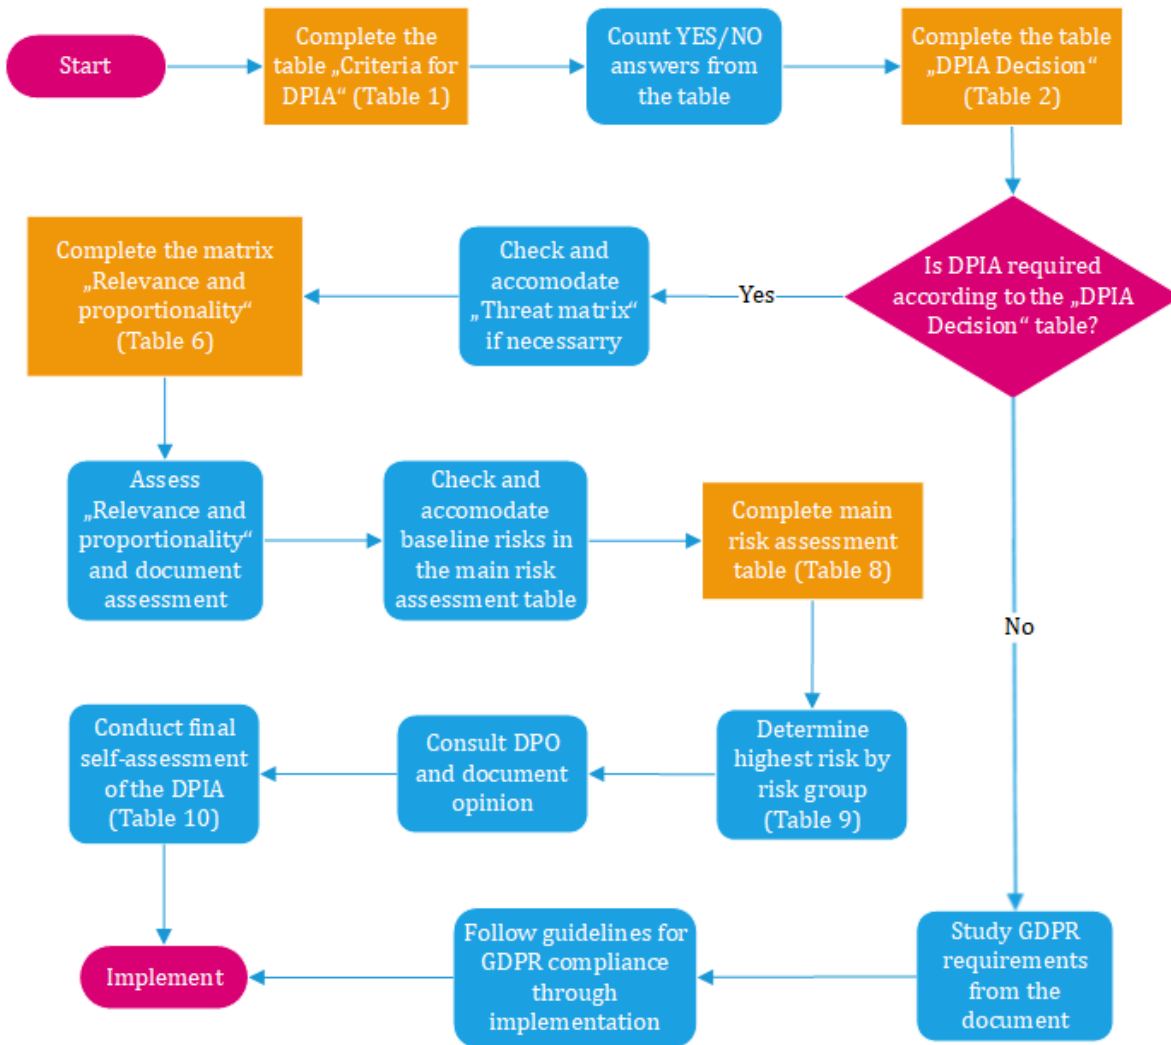 Start
Complete the
table „Criteria for
DPIA“ (Table 1)
Count YES/NO
answers from
the table
Complete the table
„DPIA Decision“
(Table 2)
Is DPIA required
according to the „DPIA
Decision“ table?
Yes
Check and
accomodate
„Threat matrix“
if necessarry
Complete the matrix
„Relevance and
proportionality“
(Table 6)
Assess
„Relevance and
proportionality“
and document
assessment
Check and
accomodate
baseline risks in
the main risk
assessment table
Complete main
risk assessment
table (Table 8)
Determine
highest risk by
risk group
(Table 9)
Consult DPO
and document
opinion
Conduct final
self-assessment
of the DPIA
(Table 10)
No
Study GDPR
requirements
from the
document
Follow guidelines for
GDPR compliance
through
implementation
Implement